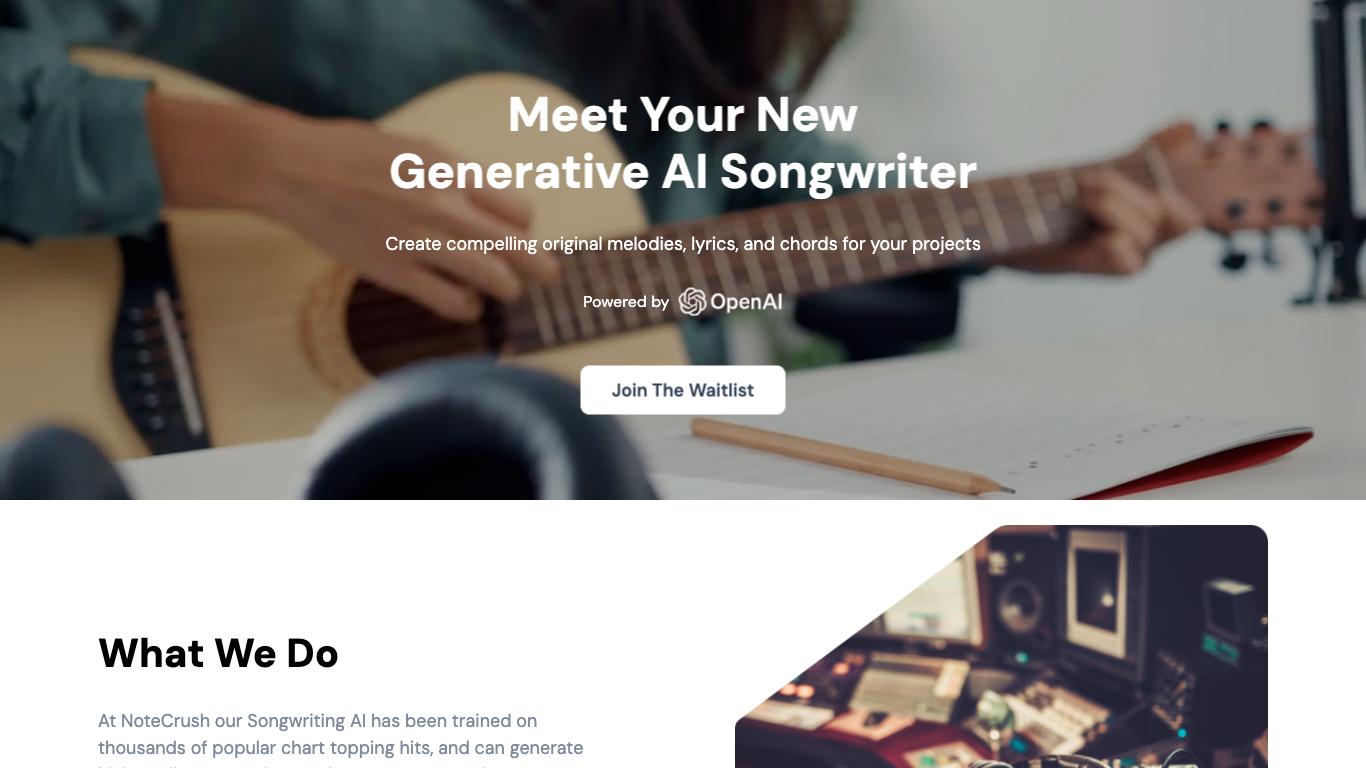 Meet Your New
Generative AI Songwriter
Create compelling original melodies, lyrics, and chords for your projects
Powered by OpenAI
Join The Waitlist
What We Do
At NoteCrush our Songwriting AI has been trained on
thousands of popular chart topping hits, and can generate